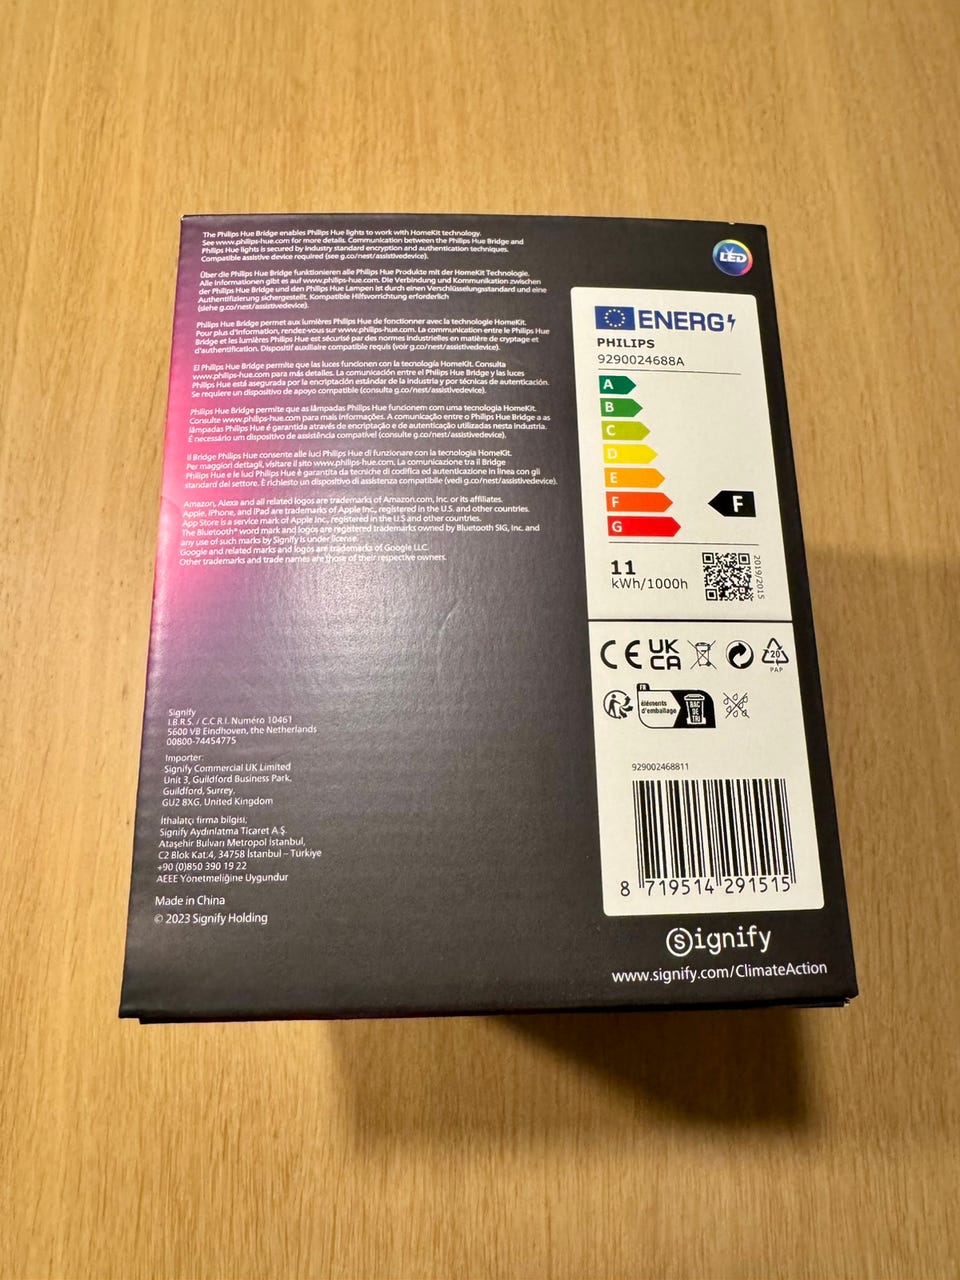 The Philips Hue Bridge enables Philips Hue lights to work with HomeKit technology.
See www.philips-hue.com for more details. Communication between the Philips Hue Bridge and
Philips Hue lights is secured by industry standard encryption and authentication techniques.
Compatible assistive device required (see g.co/nest/assistivedevice).
Über die Philips Hue Bridge funktionieren alle Philips Hue Produkte mit der HomeKit Technologie.
Alle Informationen gibt es auf www.philips-hue.com. Die Verbindung und Kommunikation zwischen
der Philips Hue Bridge und den Philips Hue Lampen ist durch einen Verschlüsselungsstandard und eine
Authentifizierung sichergestellt. Kompatible Hilfsvorrichtung erforderlich
(siehe g.co/nest/assistivedevice).
Philips Hue Bridge permet aux lumières Philips Hue de fonctionner avec la technologie HomeKit.
Pour plus d'information, rendez-vous sur www.philips-hue.com. La communication entre le Philips Hue
Bridge et les lumières Philips Hue est sécurisé par des normes industrielles en matière de cryptage et
d'authentification. Dispositif auxiliaire compatible requis (voir g.co/nest/assistivedevice).
El Philips Hue Bridge permite que las luces funcionen con la tecnología HomeKit. Consulta
www.philips-hue.com para más detalles. La comunicación entre el Philips Hue Bridge y las luces
Philips Hue está asegurada por la encriptación estándar de la industria y por técnicas de autenticación.
Se requiere un dispositivo de apoyo compatible (consulta g.co/nest/assistivedevice).
Philips Hue Bridge permite que as lâmpadas Philips Hue funcionem com uma tecnologia HomeKit.
Consulte www.philips-hue.com para mais informações. A comunicação entre o Philips Hue Bridge a as
lâmpadas Philips Hue é garantida através de encriptação e de autenticação utilizadas nesta Industria.
É necessário um dispositivo de assistência compatível (consulte g.co/nest/assistivedevice).
Il Bridge Philips Hue consente alle luci Philips Hue di funzionare con la tecnologia HomeKit.
Per maggiori dettagli, visitare il sito www.philips-hue.com. La comunicazione tra il Bridge
Philips Hue e le luci Philips Hue è garantita da tecniche di codifica ed autenticazione in linea con gli
standard del settore. È richiesto un dispositivo di assistenza compatibile (vedi g.co/nest/assistivedevice).
Amazon, Alexa and all related logos are trademarks of Amazon.com, Inc. or its affiliates.
Apple, iPhone, and iPad are trademarks of Apple Inc., registered in the U.S. and other countries.
App Store is a service mark of Apple Inc., registered in the U.S and other countries.
The Bluetooth® word mark and logos are registered trademarks owned by Bluetooth SIG, Inc. and
any use of such marks by Signify is under license.
Google and related marks and logos are trademarks of Google LLC.
Other trademarks and trade names are those of their respective owners.
Signify
I.B.R.S. / C.C.R.I. Numéro 10461
5600 VB Eindhoven, the Netherlands
00800-74454775
Importer:
Signify Commercial UK Limited
Unit 3, Guildford Business Park,
Guildford, Surrey,
GU2 8XG, United Kingdom
İthalatçı firma bilgisi;
Signify Aydınlatma Ticaret A.Ş.
Ataşehir Bulvarı Metropol İstanbul,
C2 Blok Kat:4, 34758 İstanbul – Türkiye
+90 (0)850 390 19 22
AEEE Yönetmeliğine Uygundur
Made in China
© 2023 Signify Holding
LED
ENERG
PHILIPS
9290024688A
A
B
C
D
E
F
F
G
11
kWh/1000h
2019/2015
CE
UK
CA
20
PAP
FR
éléments
d'emballage
BAC
DE
TRI
929002468811
8 719514 291515
Signify
www.signify.com/ClimateAction